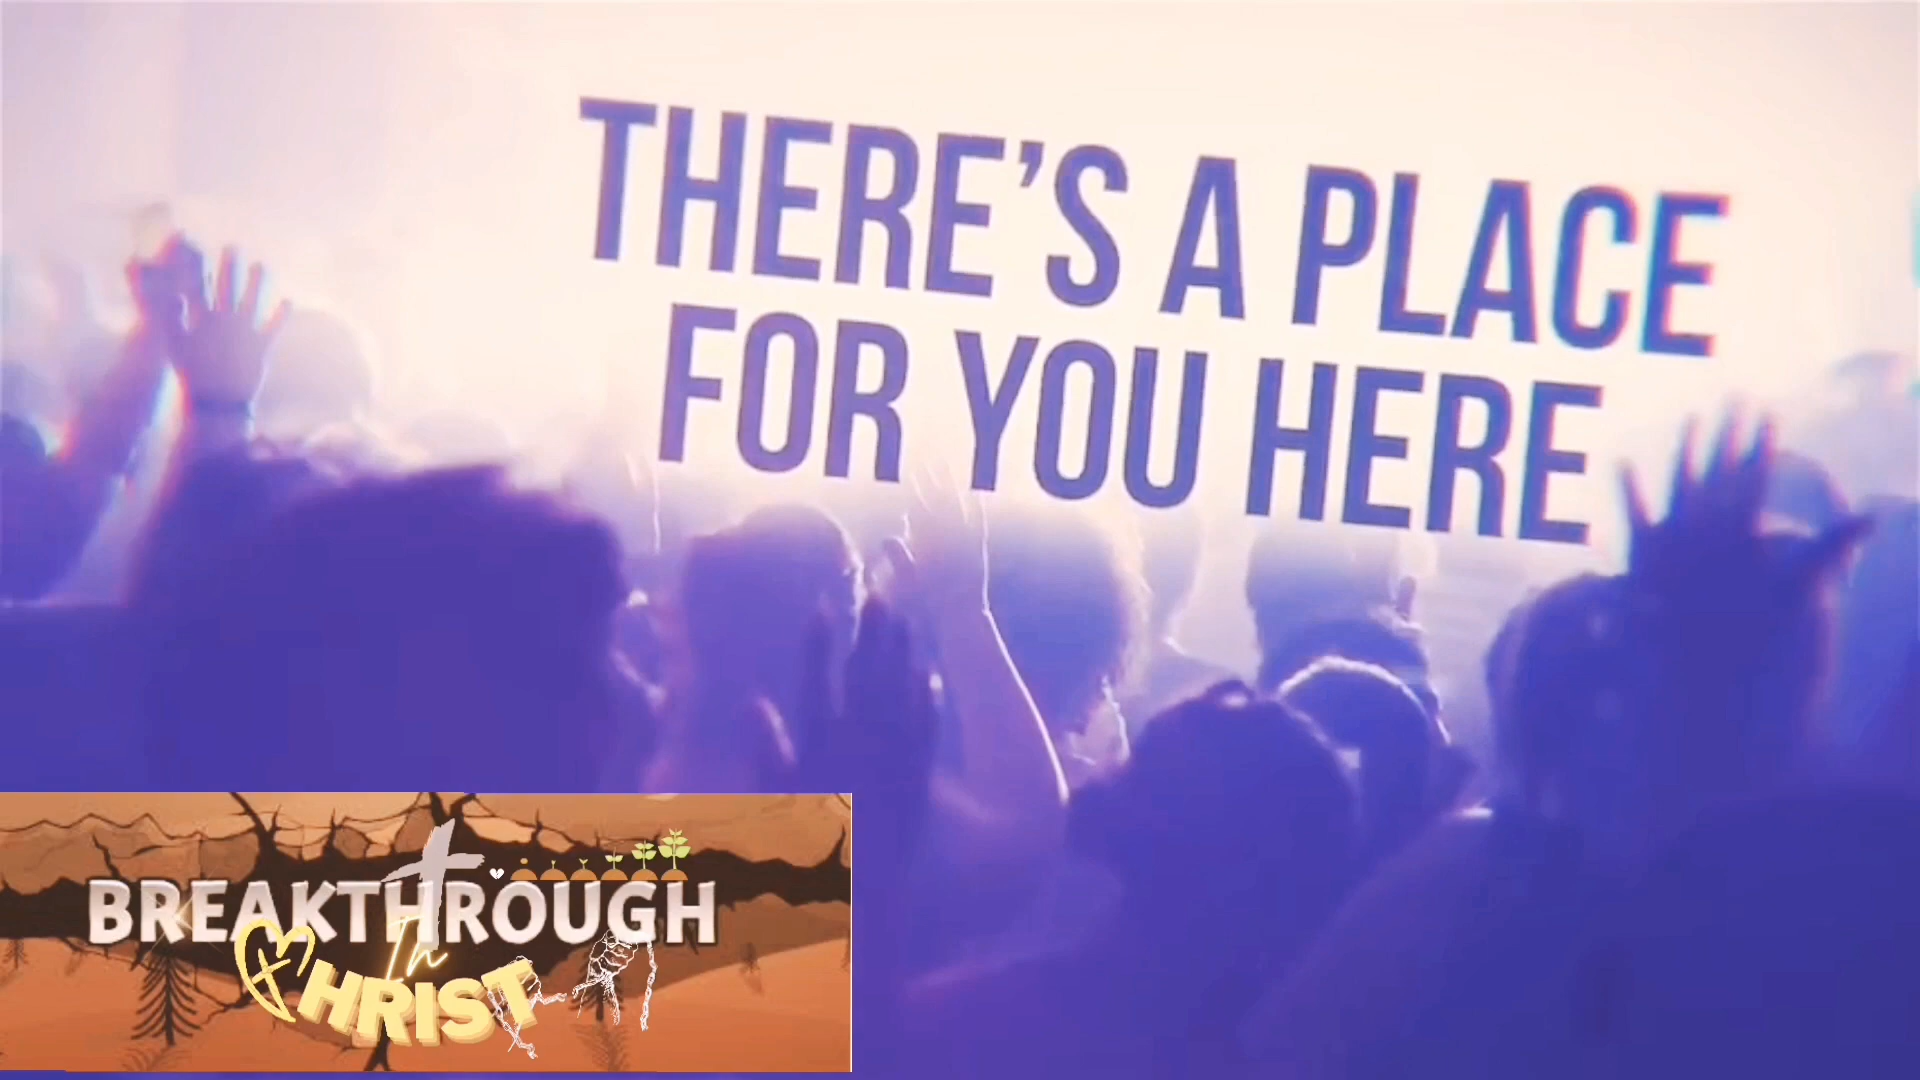 THERE'S A PLACE
FOR YOU HERE
BREAKTHROUGH
In
CHRIST